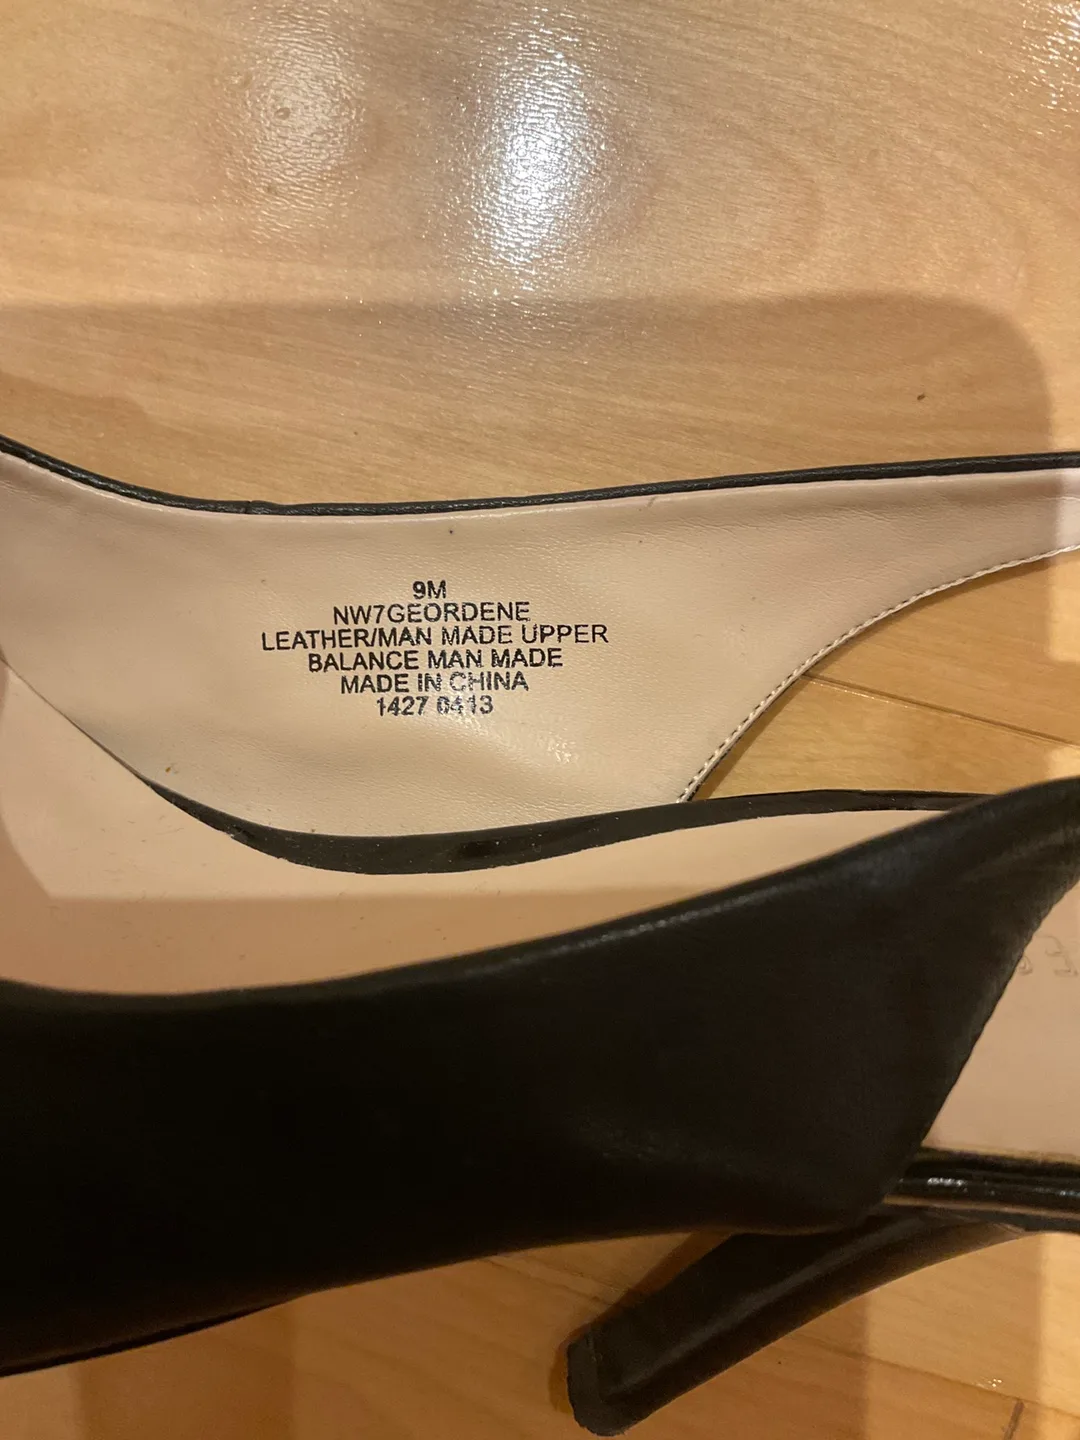 9M
NW7GEORDENE
LEATHER/MAN MADE UPPER
BALANCE MAN MADE
MADE IN CHINA
1427 0413